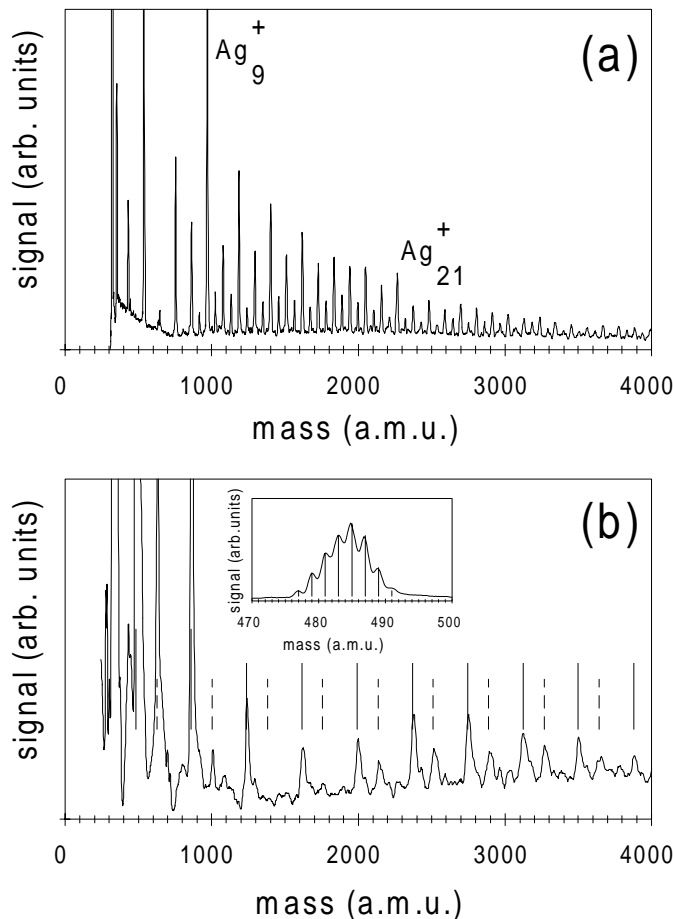 (a)
Ag₉⁺
Ag₂₁⁺
signal (arb. units)
0 1000 2000 3000 4000
mass (a.m.u.)
(b)
signal (arb.units)
470 480 490 500
mass (a.m.u.)
signal (arb. units)
0 1000 2000 3000 4000
mass (a.m.u.)